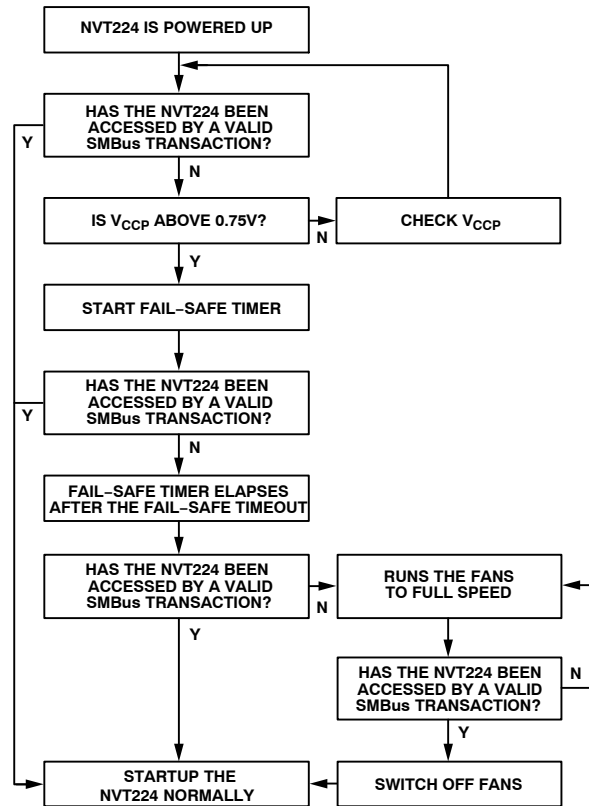 NVT224 IS POWERED UP
HAS THE NVT224 BEEN
ACCESSED BY A VALID
SMBus TRANSACTION?
Y
N
IS VCCP ABOVE 0.75V?
N
CHECK VCCP
Y
START FAIL−SAFE TIMER
HAS THE NVT224 BEEN
ACCESSED BY A VALID
SMBus TRANSACTION?
Y
N
FAIL−SAFE TIMER ELAPSES
AFTER THE FAIL−SAFE TIMEOUT
HAS THE NVT224 BEEN
ACCESSED BY A VALID
SMBus TRANSACTION?
N
Y
RUNS THE FANS
TO FULL SPEED
HAS THE NVT224 BEEN
ACCESSED BY A VALID
SMBus TRANSACTION?
N
Y
STARTUP THE
NVT224 NORMALLY
SWITCH OFF FANS